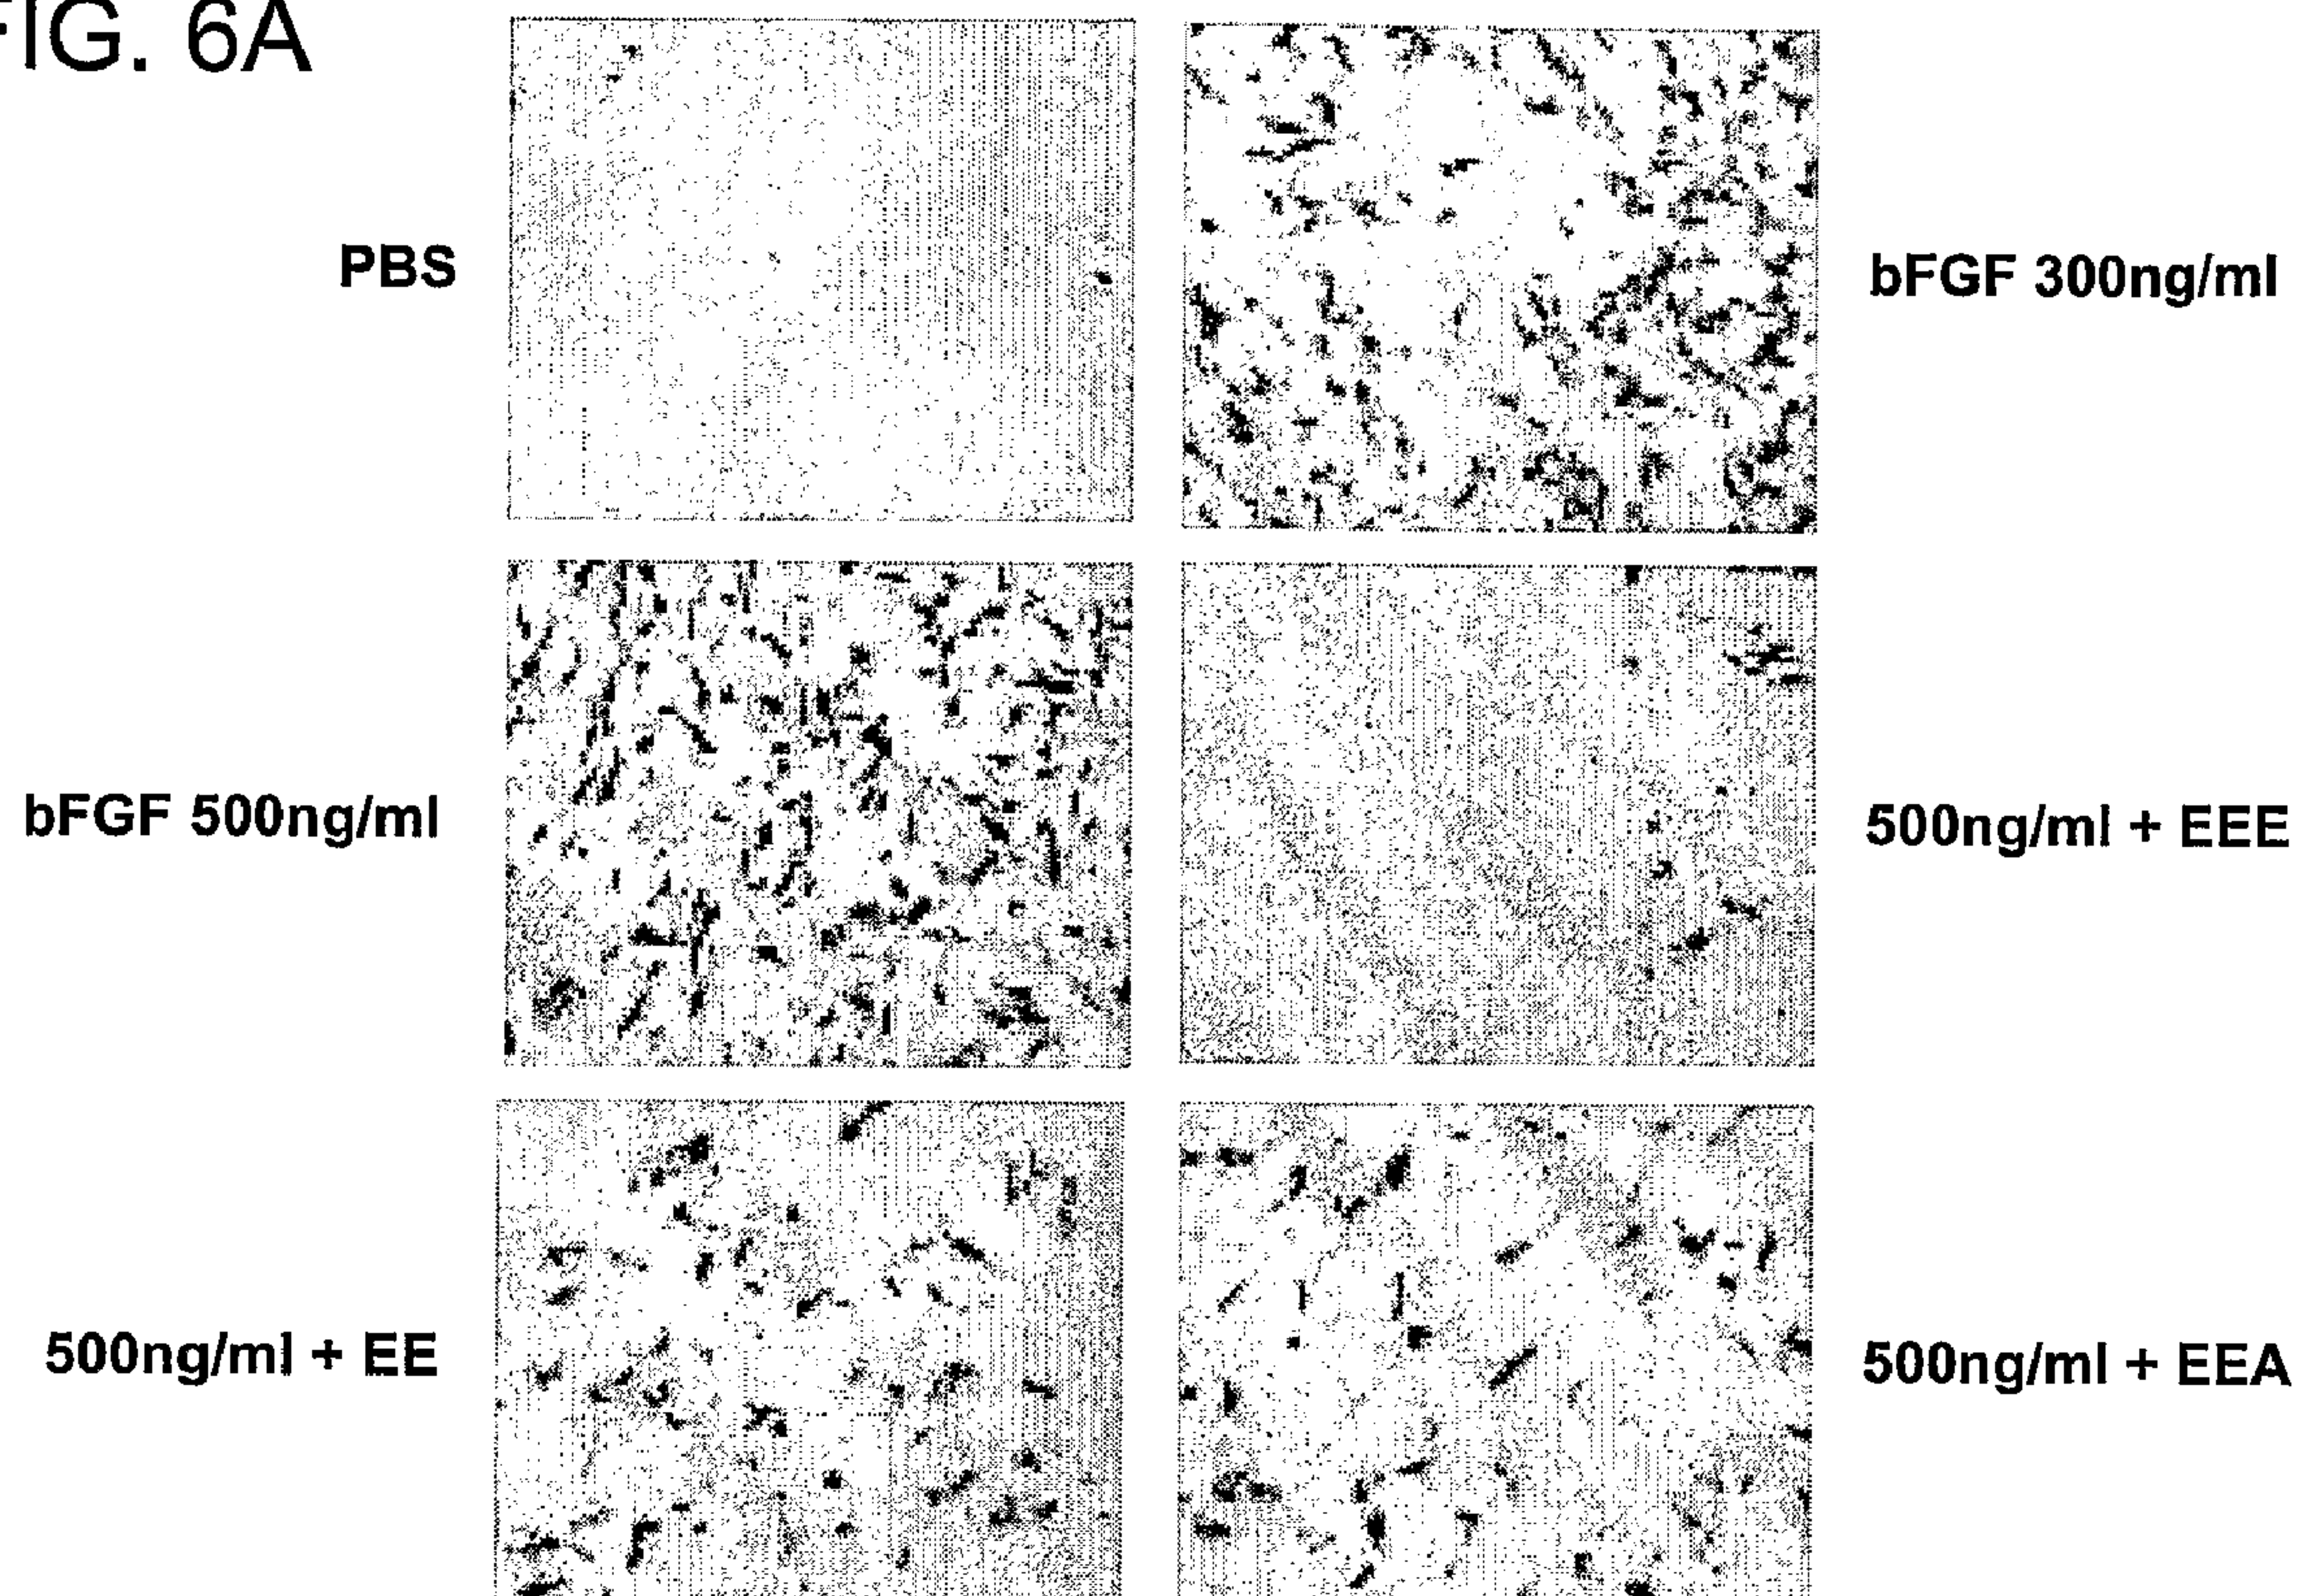 FIG. 6A
PBS
bFGF 300ng/ml
bFGF 500ng/ml
500ng/ml + EEE
500ng/ml + EE
500ng/ml + EEA